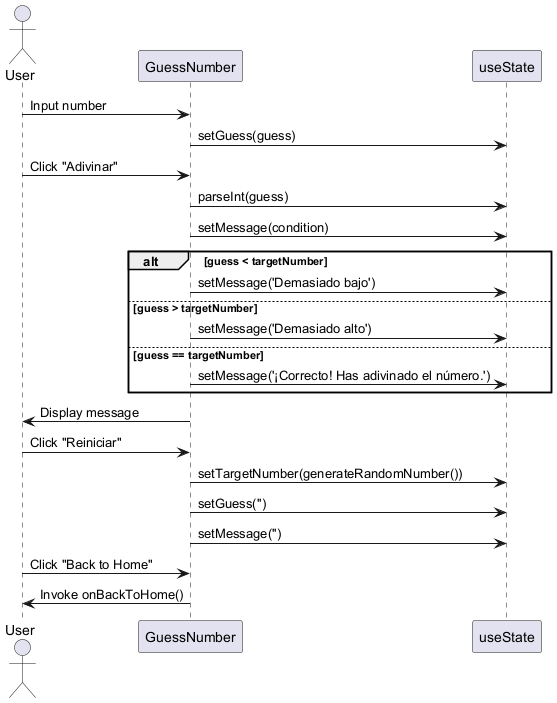 User
GuessNumber
useState
Input number
setGuess(guess)
Click "Adivinar"
parseInt(guess)
setMessage(condition)
alt [guess < targetNumber]
setMessage('Demasiado bajo')
[guess > targetNumber]
setMessage('Demasiado alto')
[guess == targetNumber]
setMessage('¡Correcto! Has adivinado el número.')
Display message
Click "Reiniciar"
setTargetNumber(generateRandomNumber())
setGuess('')
setMessage('')
Click "Back to Home"
Invoke onBackToHome()
User
GuessNumber
useState